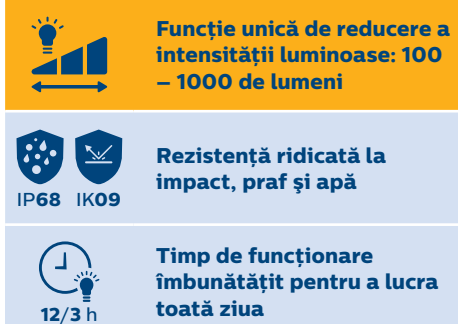 Funcție unică de reducere a
intensității luminoase: 100
– 1000 de lumeni
Rezistență ridicată la
impact, praf şi apă
IP68 IK09
Timp de funcționare
îmbunătățit pentru a lucra
toată ziua
12/3 h